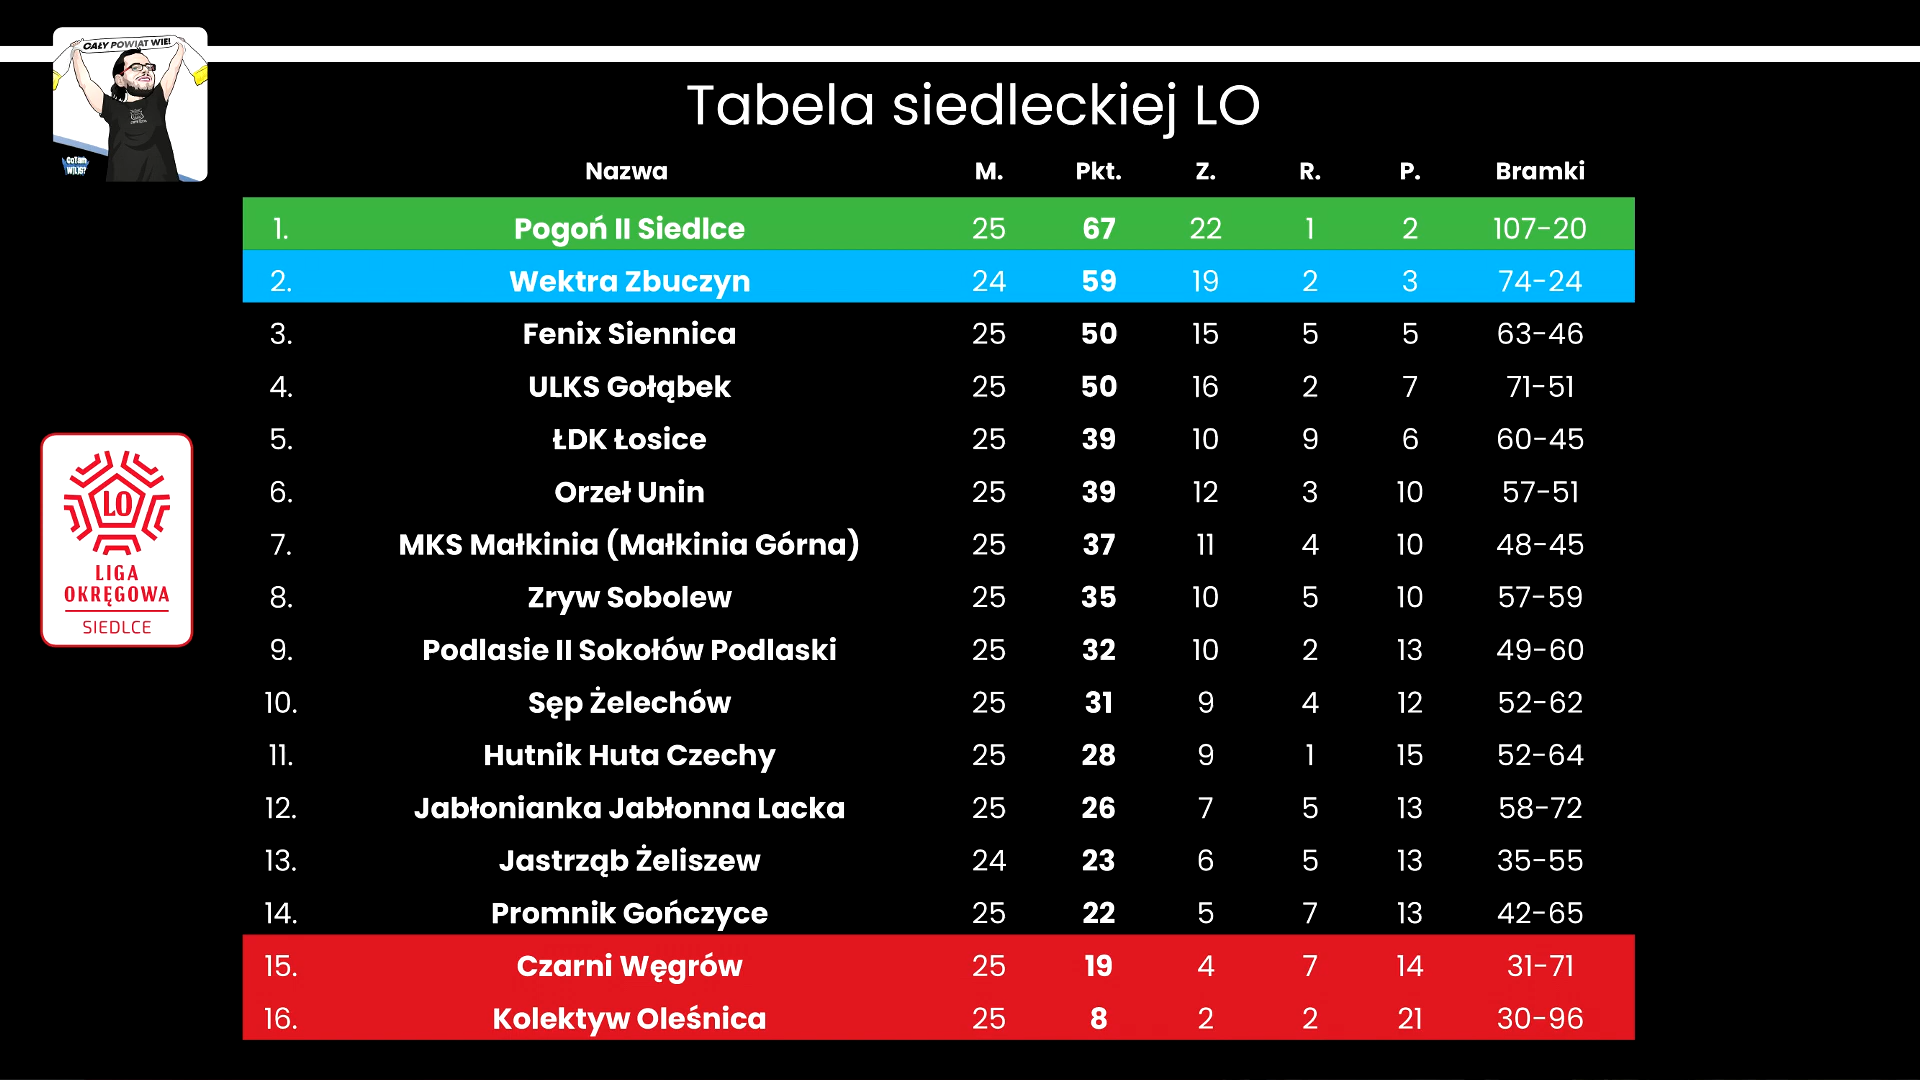 CAŁY POWIAT WIE!
Tabela siedleckiej LO
Nazwa M. Pkt. Z. R. P. Bramki
1. Pogoń II Siedlce 25 67 22 1 2 107-20
2. Wektra Zbuczyn 24 59 19 2 3 74-24
3. Fenix Siennica 25 50 15 5 5 63-46
4. ULKS Gołąbek 25 50 16 2 7 71-51
5. ŁDK Łosice 25 39 10 9 6 60-45
6. Orzeł Unin 25 39 12 3 10 57-51
7. MKS Małkinia (Małkinia Górna) 25 37 11 4 10 48-45
8. Zryw Sobolew 25 35 10 5 10 57-59
9. Podlasie II Sokołów Podlaski 25 32 10 2 13 49-60
10. Sęp Żelechów 25 31 9 4 12 52-62
11. Hutnik Huta Czechy 25 28 9 1 15 52-64
12. Jabłonianka Jabłonna Lacka 25 26 7 5 13 58-72
13. Jastrząb Żeliszew 24 23 6 5 13 35-55
14. Promnik Gończyce 25 22 5 7 13 42-65
15. Czarni Węgrów 25 19 4 7 14 31-71
16. Kolektyw Oleśnica 25 8 2 2 21 30-96
LO
LIGA
OKRĘGOWA
SIEDLCE